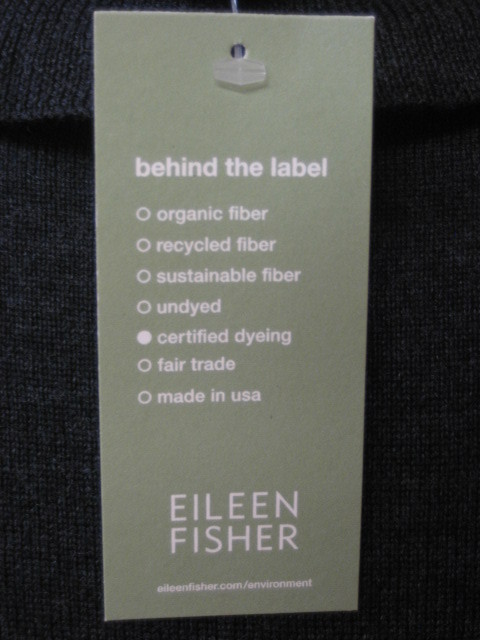 behind the label
organic fiber
recycled fiber
sustainable fiber
undyed
certified dyeing
fair trade
made in usa
EILEEN
FISHER
eileenfisher.com/environment